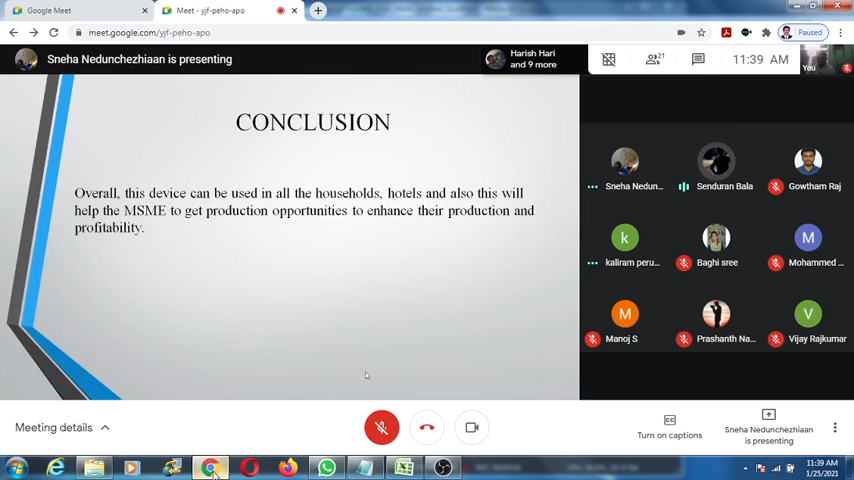 Google Meet
Meet - yjf-peho-apo
meet.google.com/yjf-peho-apo
Paused
Sneha Nedunchezhiaan is presenting
Harish Hari
and 9 more
21
11:39 AM
You
CONCLUSION
Overall, this device can be used in all the households, hotels and also this will
help the MSME to get production opportunities to enhance their production and
profitability.
Sneha Nedun...
Senduran Bala
Gowtham Raj
k
M
kaliram peru...
Baghi sree
Mohammed ...
M
V
Manoj S
Prashanth Na...
Vijay Rajkumar
Meeting details
Turn on captions
Sneha Nedunchezhiaan
is presenting
11:39 AM
1/25/2021